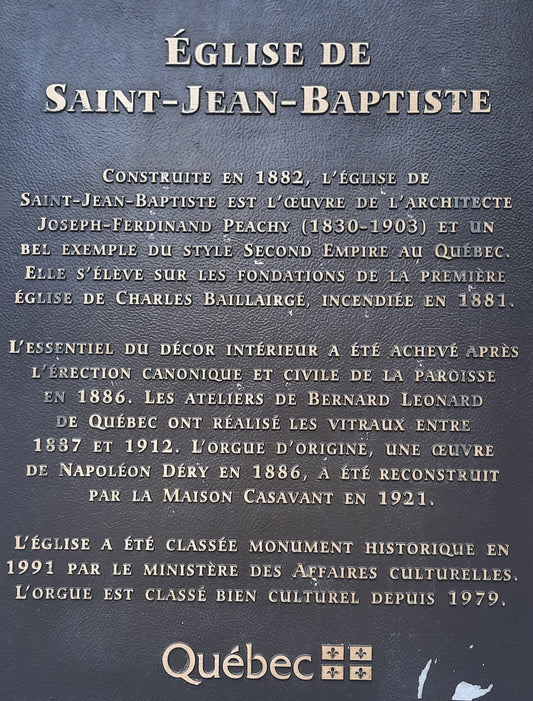 Église de
Saint-Jean-Baptiste
Construite en 1882, l'église de
Saint-Jean-Baptiste est l'œuvre de l'architecte
Joseph-Ferdinand Peachy (1830-1903) et un
bel exemple du style Second Empire au Québec.
Elle s'élève sur les fondations de la première
église de Charles Baillairgé, incendiée en 1881.
L'essentiel du décor intérieur a été achevé après
l'érection canonique et civile de la paroisse
en 1886. Les ateliers de Bernard Leonard
de Québec ont réalisé les vitraux entre
1887 et 1912. L'orgue d'origine, une œuvre
de Napoléon Déry en 1886, a été reconstruit
par la Maison Casavant en 1921.
L'église a été classée monument historique en
1991 par le ministère des Affaires culturelles.
L'orgue est classé bien culturel depuis 1979.
Québec